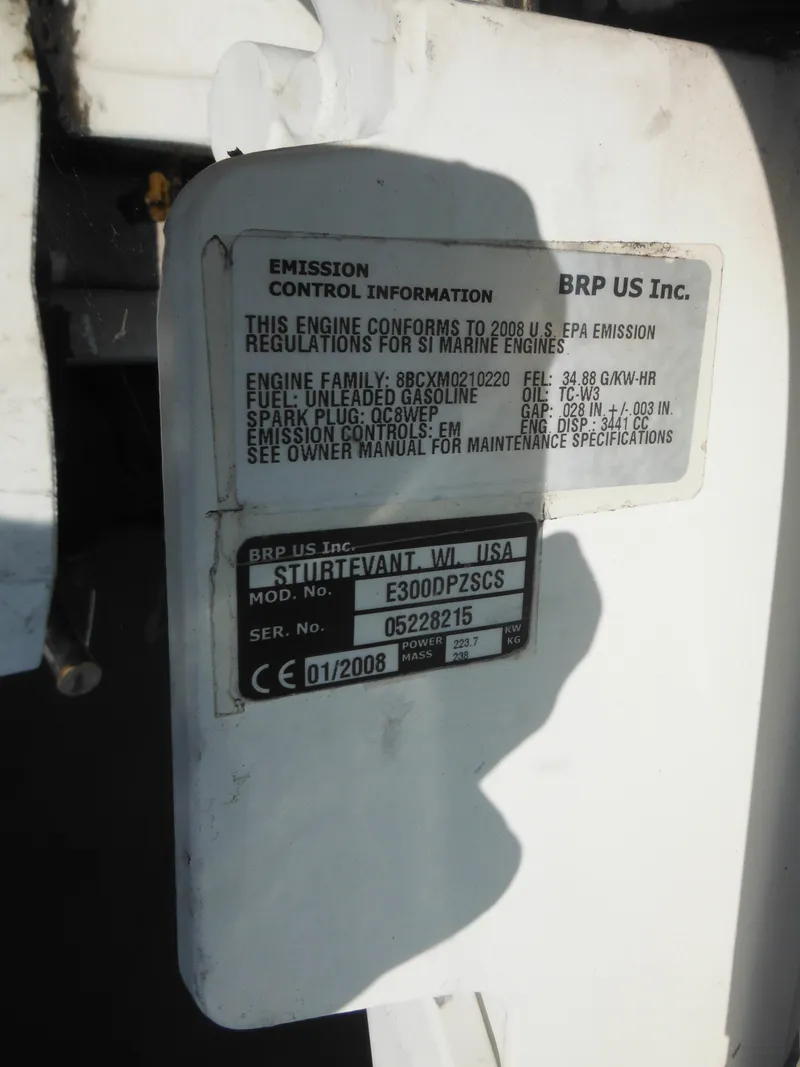 EMISSION
CONTROL INFORMATION
BRP US Inc.
THIS ENGINE CONFORMS TO 2008 U.S. EPA EMISSION
REGULATIONS FOR SI MARINE ENGINES
ENGINE FAMILY: 8BCXM0210220 FEL: 34.88 G/KW-HR
FUEL: UNLEADED GASOLINE OIL: TC-W3
SPARK PLUG: QC8WEP GAP: .028 IN. +/-.003 IN.
EMISSION CONTROLS: EM ENG. DISP.: 3441 CC
SEE OWNER MANUAL FOR MAINTENANCE SPECIFICATIONS
BRP US Inc.
STURTEVANT, WI, USA
MOD. No. E300DPZSCS
SER. No. 05228215
CE 01/2008 POWER 223.7 KW
MASS 238 KG